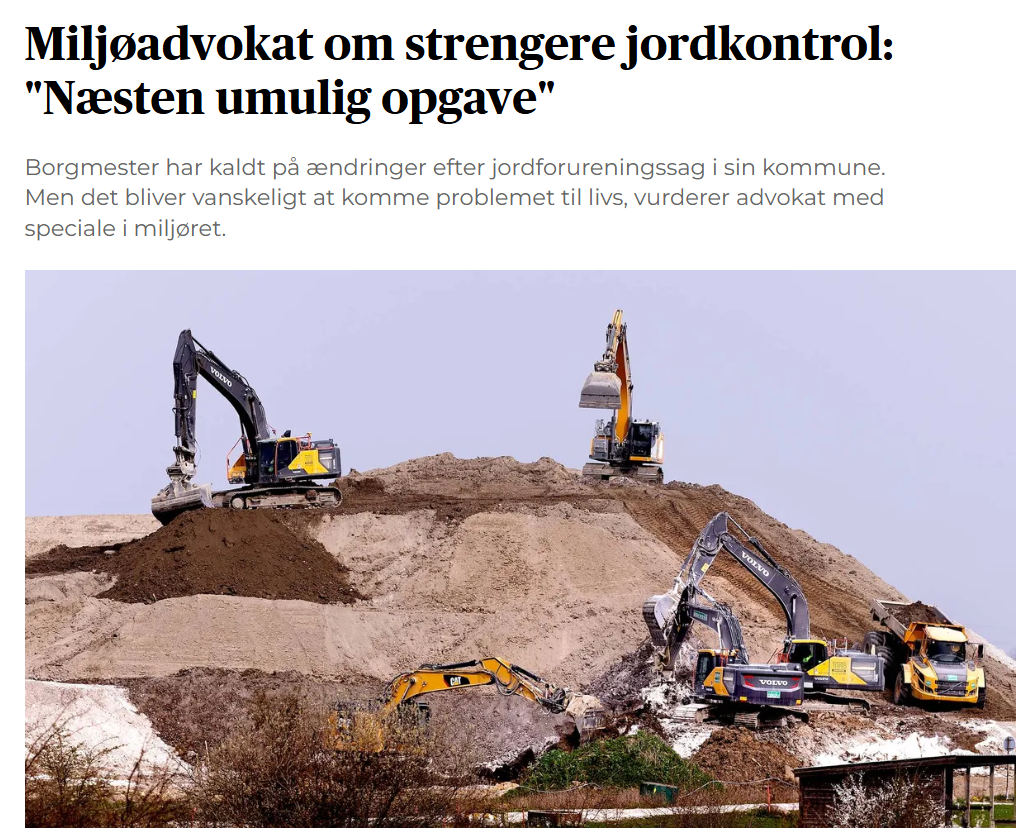 Miljøadvokat om strengere jordkontrol:
"Næsten umulig opgave"
Borgmester har kaldt på ændringer efter jordforureningssag i sin kommune.
Men det bliver vanskeligt at komme problemet til livs, vurderer advokat med
speciale i miljøret.
VOLVO
VOLVO
CAT
VOLVO